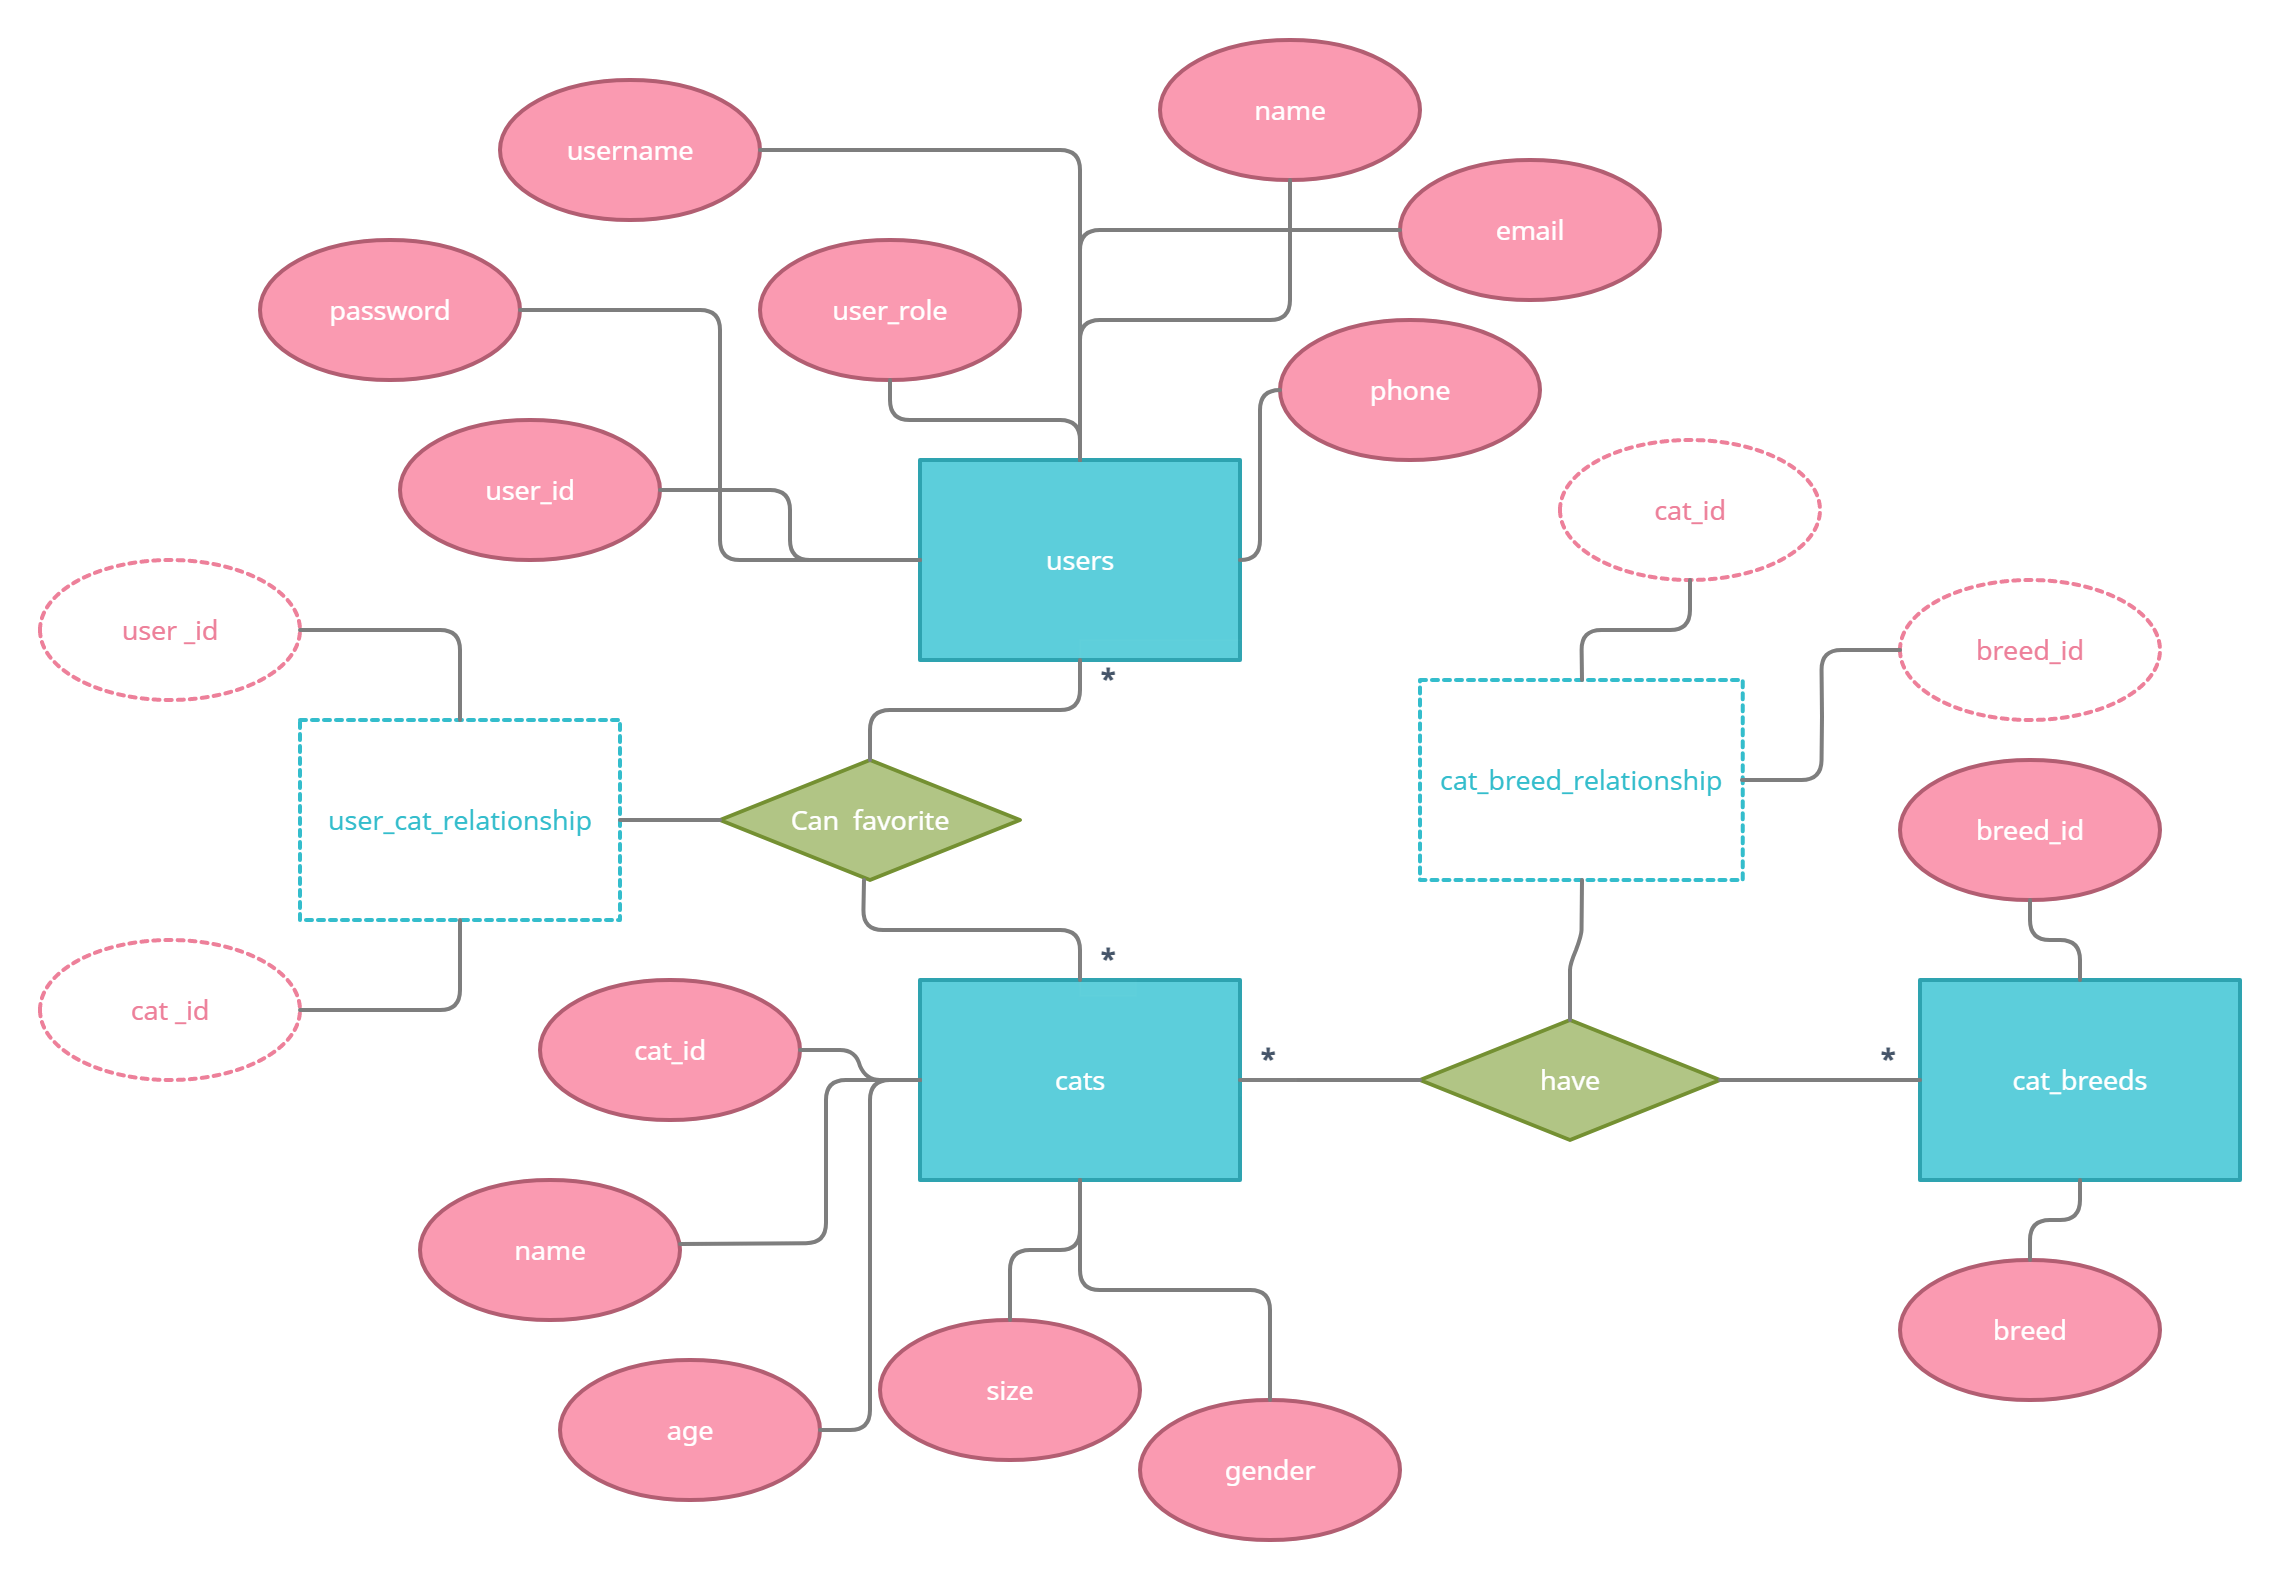 name
username
email
password
user_role
phone
user_id
cat_id
users
user _id
breed_id
*
cat_breed_relationship
user_cat_relationship
Can  favorite
breed_id
*
cat _id
cat_id
*
*
cats
have
cat_breeds
name
breed
size
age
gender